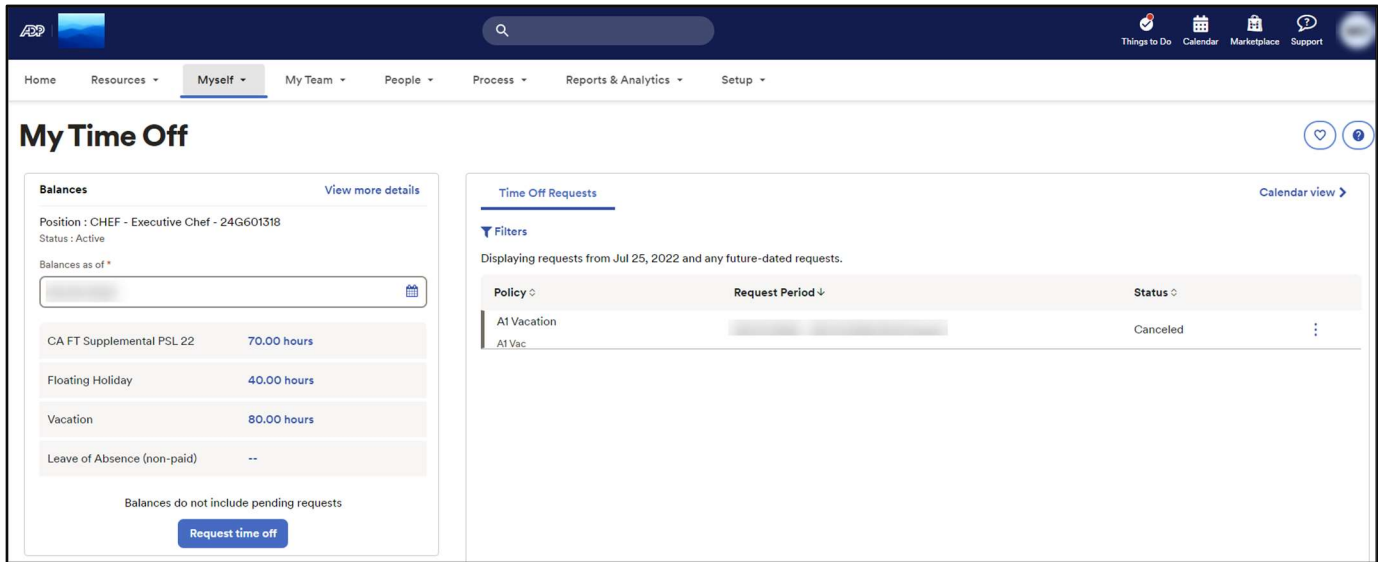 ADP
Things to Do Calendar Marketplace Support
Home Resources Myself My Team People Process Reports & Analytics Setup
My Time Off
Balances View more details
Position : CHEF - Executive Chef - 24G601318
Status : Active
Balances as of *
CA FT Supplemental PSL 22 70.00 hours
Floating Holiday 40.00 hours
Vacation 80.00 hours
Leave of Absence (non-paid) --
Balances do not include pending requests
Request time off
Time Off Requests Calendar view
Filters
Displaying requests from Jul 25, 2022 and any future-dated requests.
Policy Request Period Status
A1 Vacation
A1 Vac
Canceled